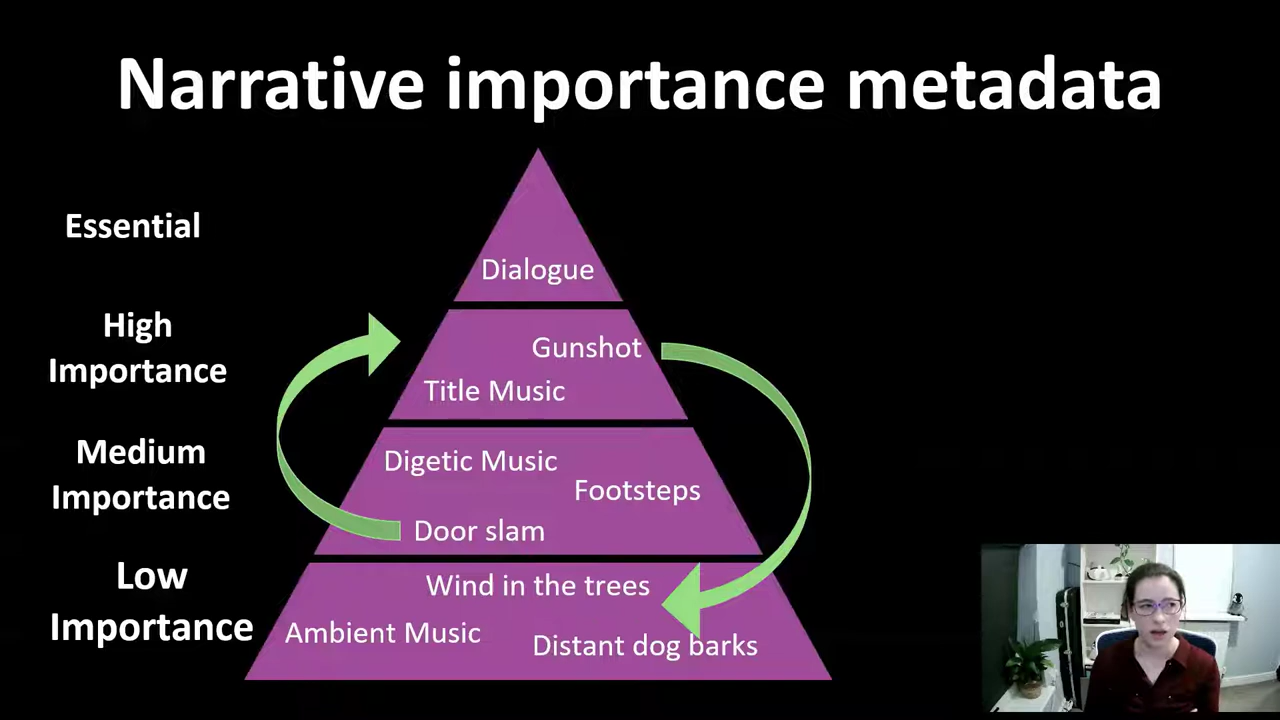 Narrative importance metadata
Essential
Dialogue
High
Importance
Gunshot
Title Music
Medium
Importance
Digetic Music
Footsteps
Door slam
Low
Importance
Wind in the trees
Ambient Music
Distant dog barks